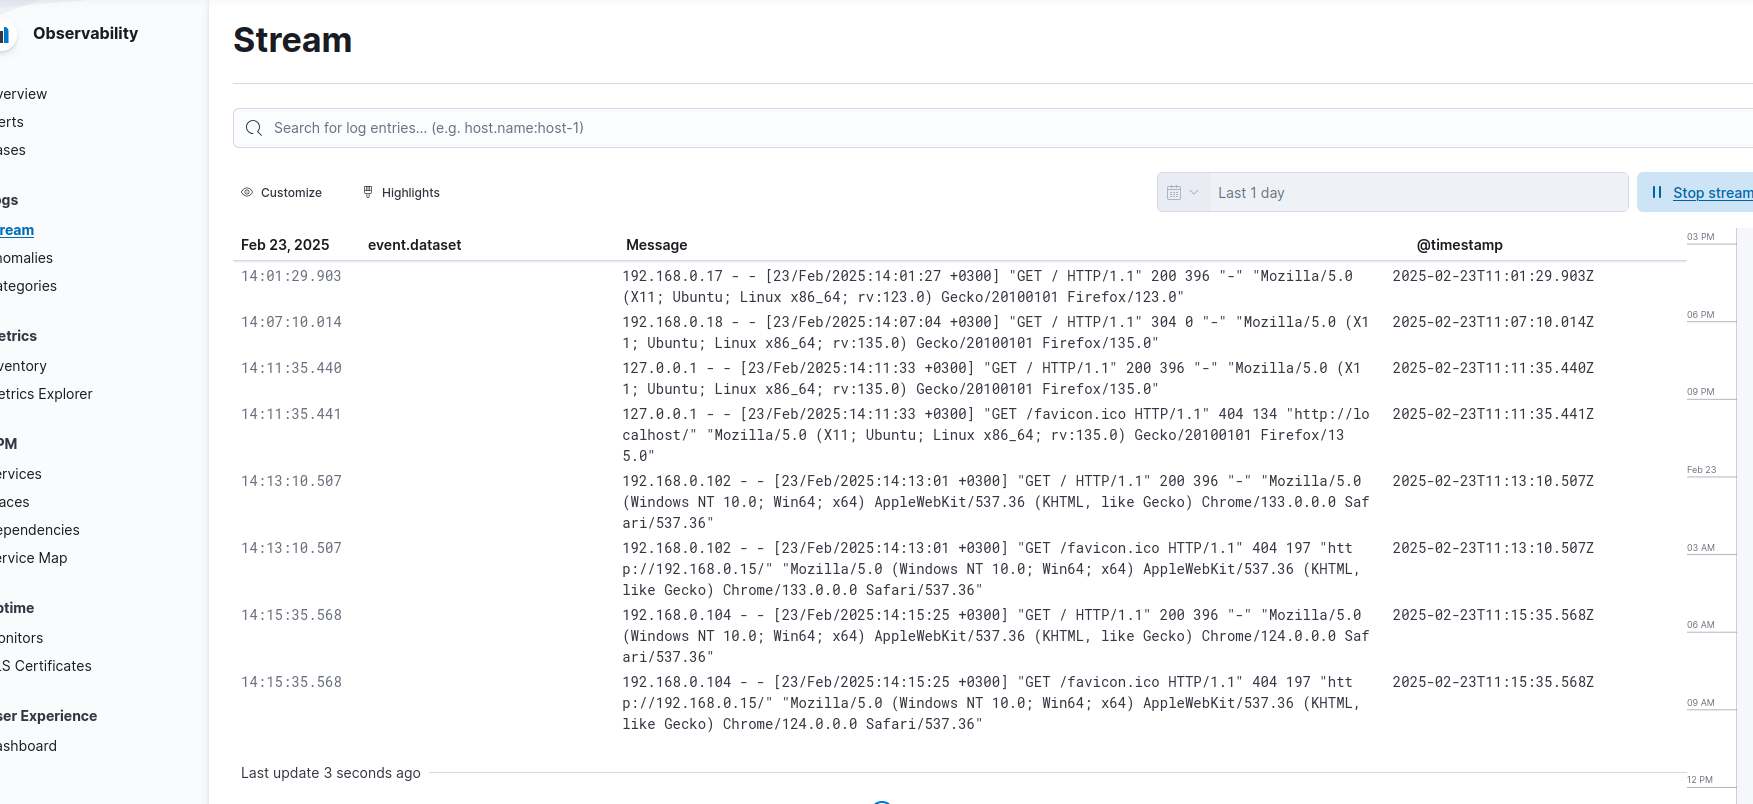 Observability
verview
erts
ases
gs
ream
nomalies
ategories
etrics
ventory
etrics Explorer
PM
ervices
aces
ependencies
ervice Map
ptime
onitors
LS Certificates
ser Experience
ashboard
Stream
Search for log entries... (e.g. host.name:host-1)
Customize
Highlights
Last 1 day
Stop stream
Feb 23, 2025 event.dataset Message @timestamp
14:01:29.903 192.168.0.17 - - [23/Feb/2025:14:01:27 +0300] "GET / HTTP/1.1" 200 396 "-" "Mozilla/5.0 2025-02-23T11:01:29.903Z
(X11; Ubuntu; Linux x86_64; rv:123.0) Gecko/20100101 Firefox/123.0"
14:07:10.014 192.168.0.18 - - [23/Feb/2025:14:07:04 +0300] "GET / HTTP/1.1" 304 0 "-" "Mozilla/5.0 (X1 2025-02-23T11:07:10.014Z
1; Ubuntu; Linux x86_64; rv:135.0) Gecko/20100101 Firefox/135.0"
14:11:35.440 127.0.0.1 - - [23/Feb/2025:14:11:33 +0300] "GET / HTTP/1.1" 200 396 "-" "Mozilla/5.0 (X1 2025-02-23T11:11:35.440Z
1; Ubuntu; Linux x86_64; rv:135.0) Gecko/20100101 Firefox/135.0"
14:11:35.441 127.0.0.1 - - [23/Feb/2025:14:11:33 +0300] "GET /favicon.ico HTTP/1.1" 404 134 "http://lo 2025-02-23T11:11:35.441Z
calhost/" "Mozilla/5.0 (X11; Ubuntu; Linux x86_64; rv:135.0) Gecko/20100101 Firefox/13
5.0"
14:13:10.507 192.168.0.102 - - [23/Feb/2025:14:13:01 +0300] "GET / HTTP/1.1" 200 396 "-" "Mozilla/5.0 2025-02-23T11:13:10.507Z
(Windows NT 10.0; Win64; x64) AppleWebKit/537.36 (KHTML, like Gecko) Chrome/133.0.0.0 Saf
ari/537.36"
14:13:10.507 192.168.0.102 - - [23/Feb/2025:14:13:01 +0300] "GET /favicon.ico HTTP/1.1" 404 197 "htt 2025-02-23T11:13:10.507Z
p://192.168.0.15/" "Mozilla/5.0 (Windows NT 10.0; Win64; x64) AppleWebKit/537.36 (KHTML,
like Gecko) Chrome/133.0.0.0 Safari/537.36"
14:15:35.568 192.168.0.104 - - [23/Feb/2025:14:15:25 +0300] "GET / HTTP/1.1" 200 396 "-" "Mozilla/5.0 2025-02-23T11:15:35.568Z
(Windows NT 10.0; Win64; x64) AppleWebKit/537.36 (KHTML, like Gecko) Chrome/124.0.0.0 Saf
ari/537.36"
14:15:35.568 192.168.0.104 - - [23/Feb/2025:14:15:25 +0300] "GET /favicon.ico HTTP/1.1" 404 197 "htt 2025-02-23T11:15:35.568Z
p://192.168.0.15/" "Mozilla/5.0 (Windows NT 10.0; Win64; x64) AppleWebKit/537.36 (KHTML,
like Gecko) Chrome/124.0.0.0 Safari/537.36"
Last update 3 seconds ago
03 PM
06 PM
09 PM
Feb 23
03 AM
06 AM
09 AM
12 PM